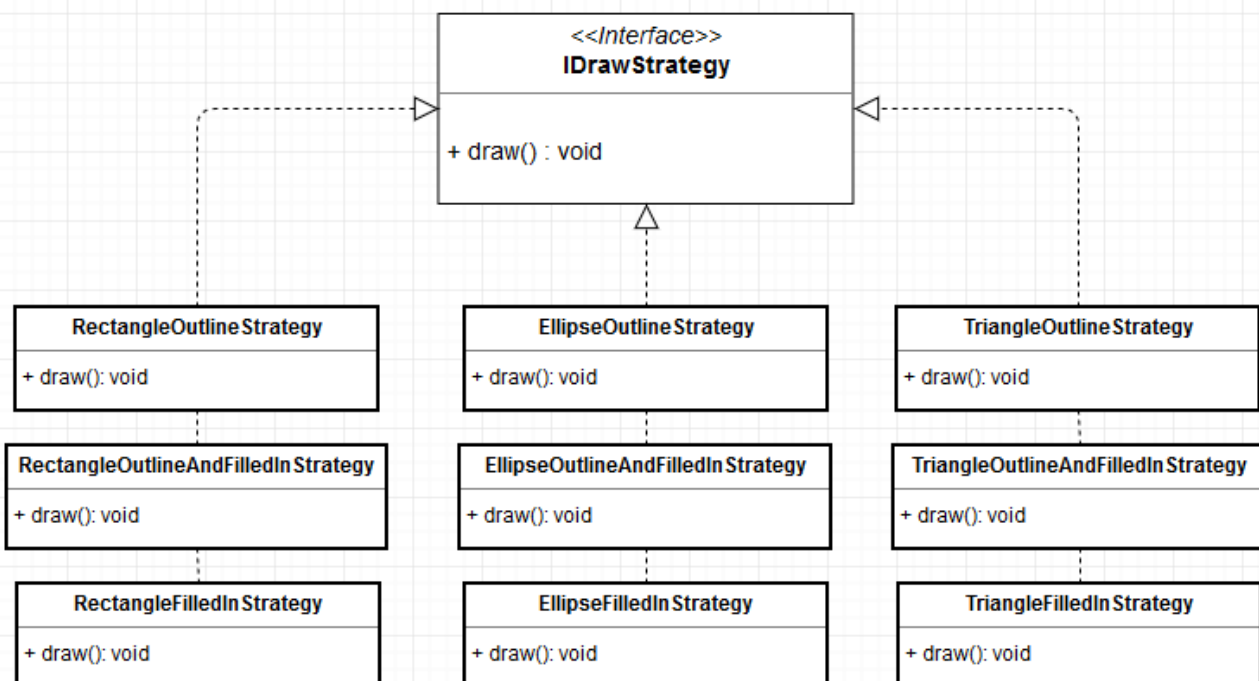 <<Interface>>
IDrawStrategy
+ draw() : void
RectangleOutlineStrategy
+ draw(): void
EllipseOutlineStrategy
+ draw(): void
TriangleOutlineStrategy
+ draw(): void
RectangleOutlineAndFilledInStrategy
+ draw(): void
EllipseOutlineAndFilledInStrategy
+ draw(): void
TriangleOutlineAndFilledInStrategy
+ draw(): void
RectangleFilledInStrategy
+ draw(): void
EllipseFilledInStrategy
+ draw(): void
TriangleFilledInStrategy
+ draw(): void